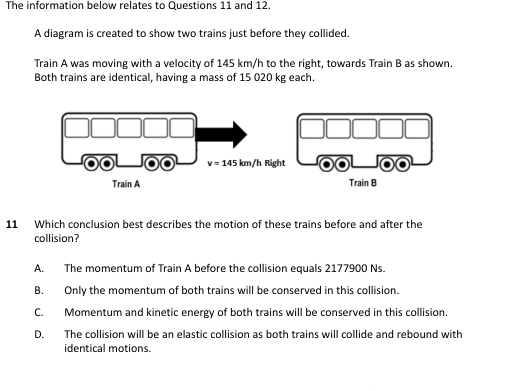 The information below relates to Questions 11 and 12.
A diagram is created to show two trains just before they collided.
Train A was moving with a velocity of 145 km/h to the right, towards Train B as shown.
Both trains are identical, having a mass of 15 020 kg each.
v = 145 km/h Right
Train A
Train B
11 Which conclusion best describes the motion of these trains before and after the
collision?
A. The momentum of Train A before the collision equals 2177900 Ns.
B. Only the momentum of both trains will be conserved in this collision.
C. Momentum and kinetic energy of both trains will be conserved in this collision.
D. The collision will be an elastic collision as both trains will collide and rebound with
identical motions.